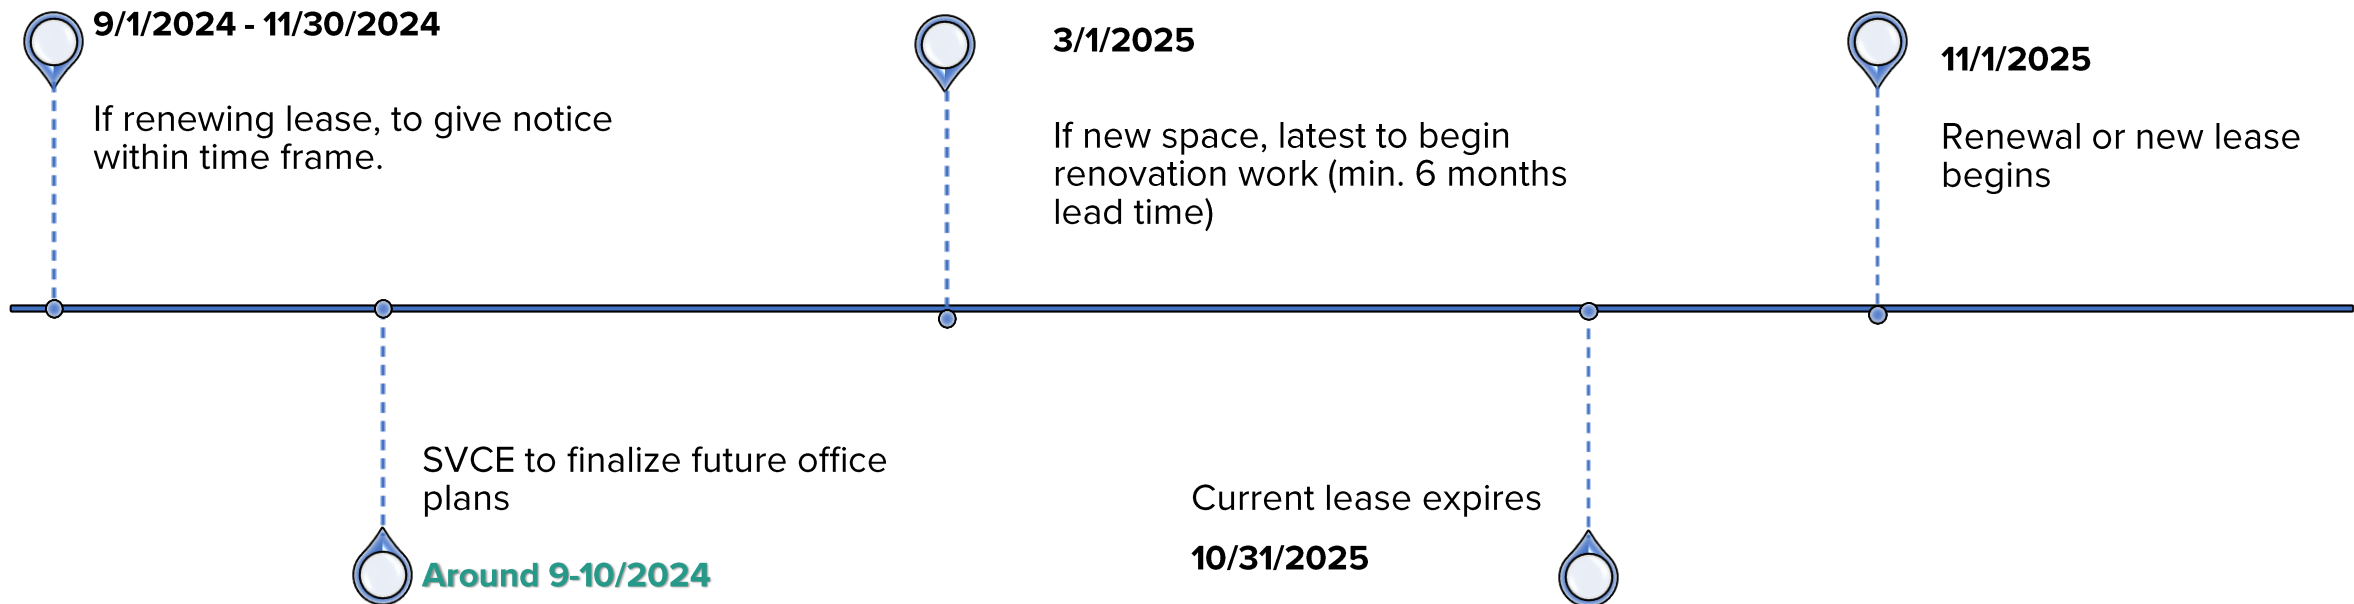 9/1/2024 - 11/30/2024
If renewing lease, to give notice
within time frame.
3/1/2025
If new space, latest to begin
renovation work (min. 6 months
lead time)
11/1/2025
Renewal or new lease
begins
SVCE to finalize future office
plans
Around 9-10/2024
Current lease expires
10/31/2025